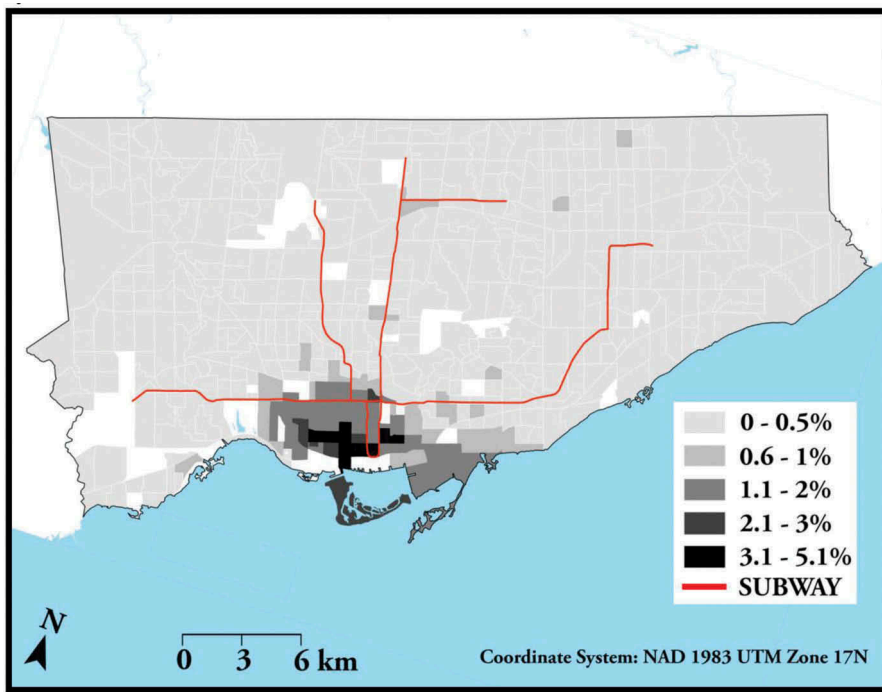 0 - 0.5%
0.6 - 1%
1.1 - 2%
2.1 - 3%
3.1 - 5.1%
SUBWAY
N
0 3 6 km
Coordinate System: NAD 1983 UTM Zone 17N